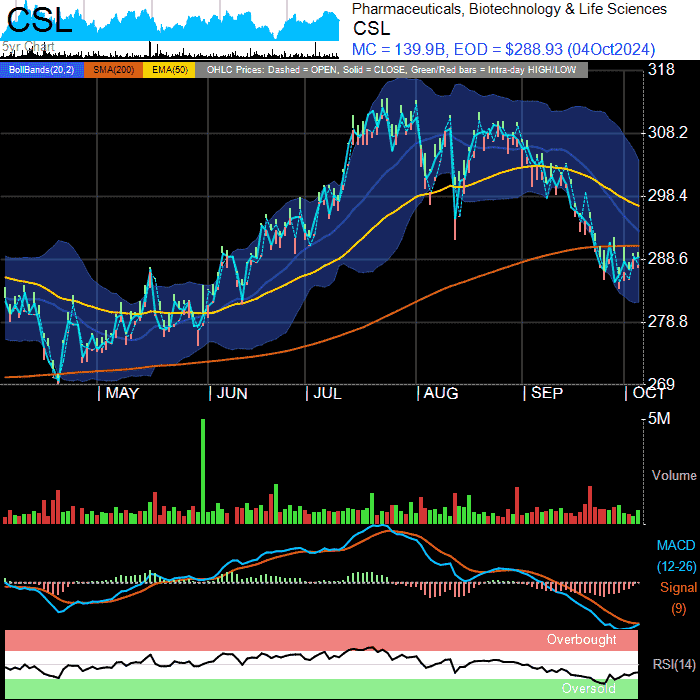 CSL
5yr Chart
Pharmaceuticals, Biotechnology & Life Sciences
CSL
MC = 139.9B, EOD = $288.93 (04Oct2024)
BollBands(20,2) SMA(200) EMA(50) OHLC Prices: Dashed = OPEN, Solid = CLOSE, Green/Red bars = Intra-day HIGH/LOW
318
308.2
298.4
288.6
278.8
269
MAY JUN JUL AUG SEP OCT
5M
Volume
MACD
(12-26)
Signal
(9)
Overbought
RSI(14)
Oversold